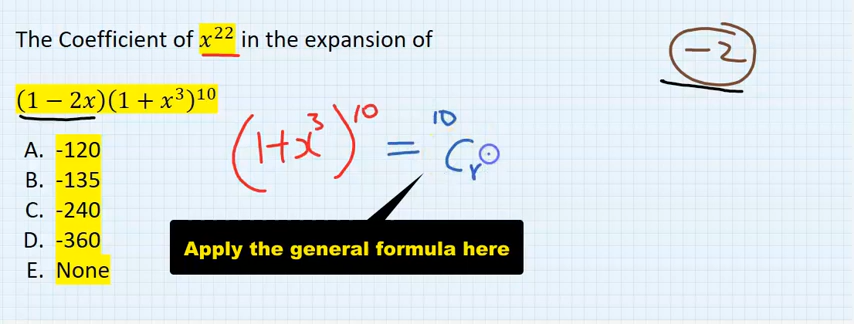 The Coefficient of x²² in the expansion of
-2
(1 − 2x)(1 + x³)¹⁰
(1+x³)¹⁰ = ¹⁰Cᵣ
A. -120
B. -135
C. -240
D. -360
E. None
Apply the general formula here